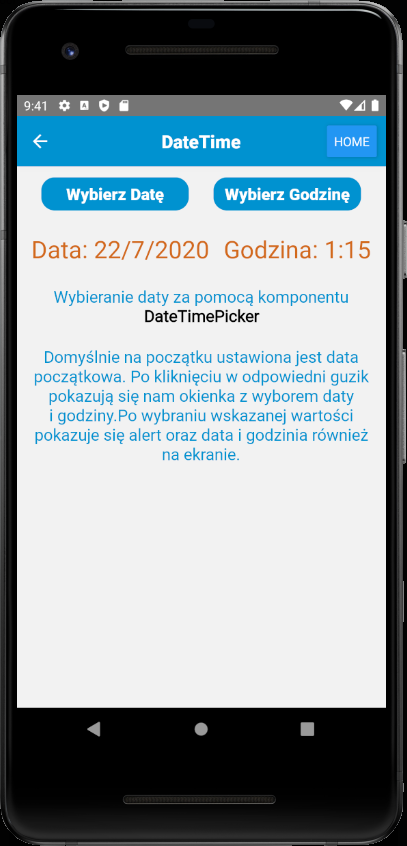 9:41
DateTime
HOME
Wybierz Datę
Wybierz Godzinę
Data: 22/7/2020 Godzina: 1:15
Wybieranie daty za pomocą komponentu
DateTimePicker
Domyślnie na początku ustawiona jest data
początkowa. Po kliknięciu w odpowiedni guzik
pokazują się nam okienka z wyborem daty
i godziny.Po wybraniu wskazanej wartości
pokazuje się alert oraz data i godzinia również
na ekranie.